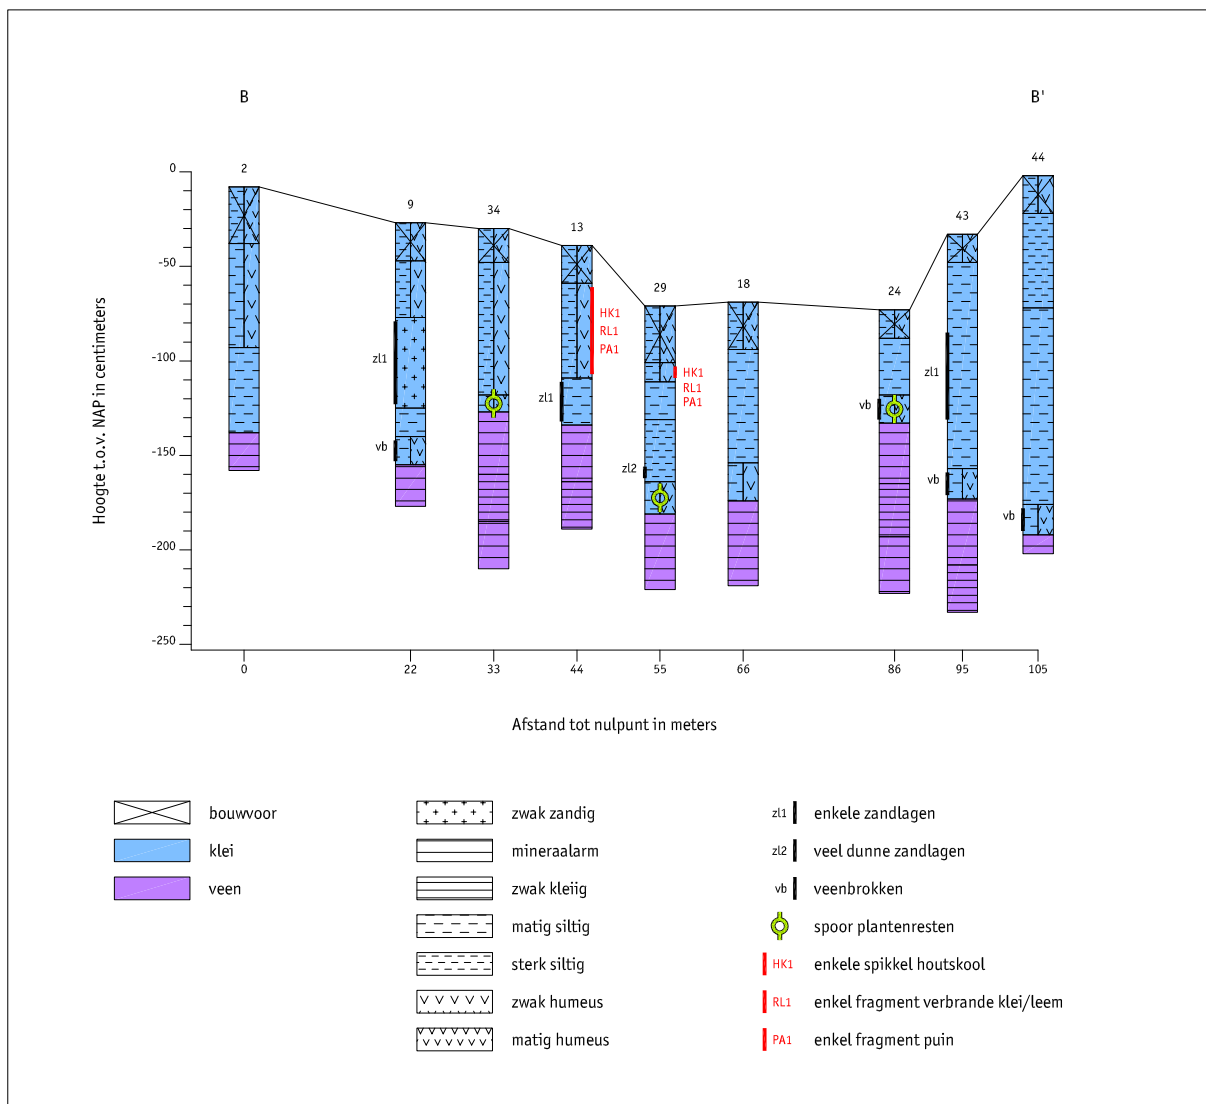 B
B'
44
0
2
9
34
13
43
-50
29
18
24
HK1
RL1
PA1
zl1
zl1
-100
HK1
RL1
PA1
zl1
vb
-150
vb
zl2
vb
vb
-200
-250
Hoogte t.o.v. NAP in centimeters
0
22
33
44
55
66
86
95
105
Afstand tot nulpunt in meters
bouwvoor
klei
veen
zwak zandig
mineraalarm
zwak kleiig
matig siltig
sterk siltig
zwak humeus
matig humeus
zl1 enkele zandlagen
zl2 veel dunne zandlagen
vb veenbrokken
spoor plantenresten
HK1 enkele spikkel houtskool
RL1 enkel fragment verbrande klei/leem
PA1 enkel fragment puin